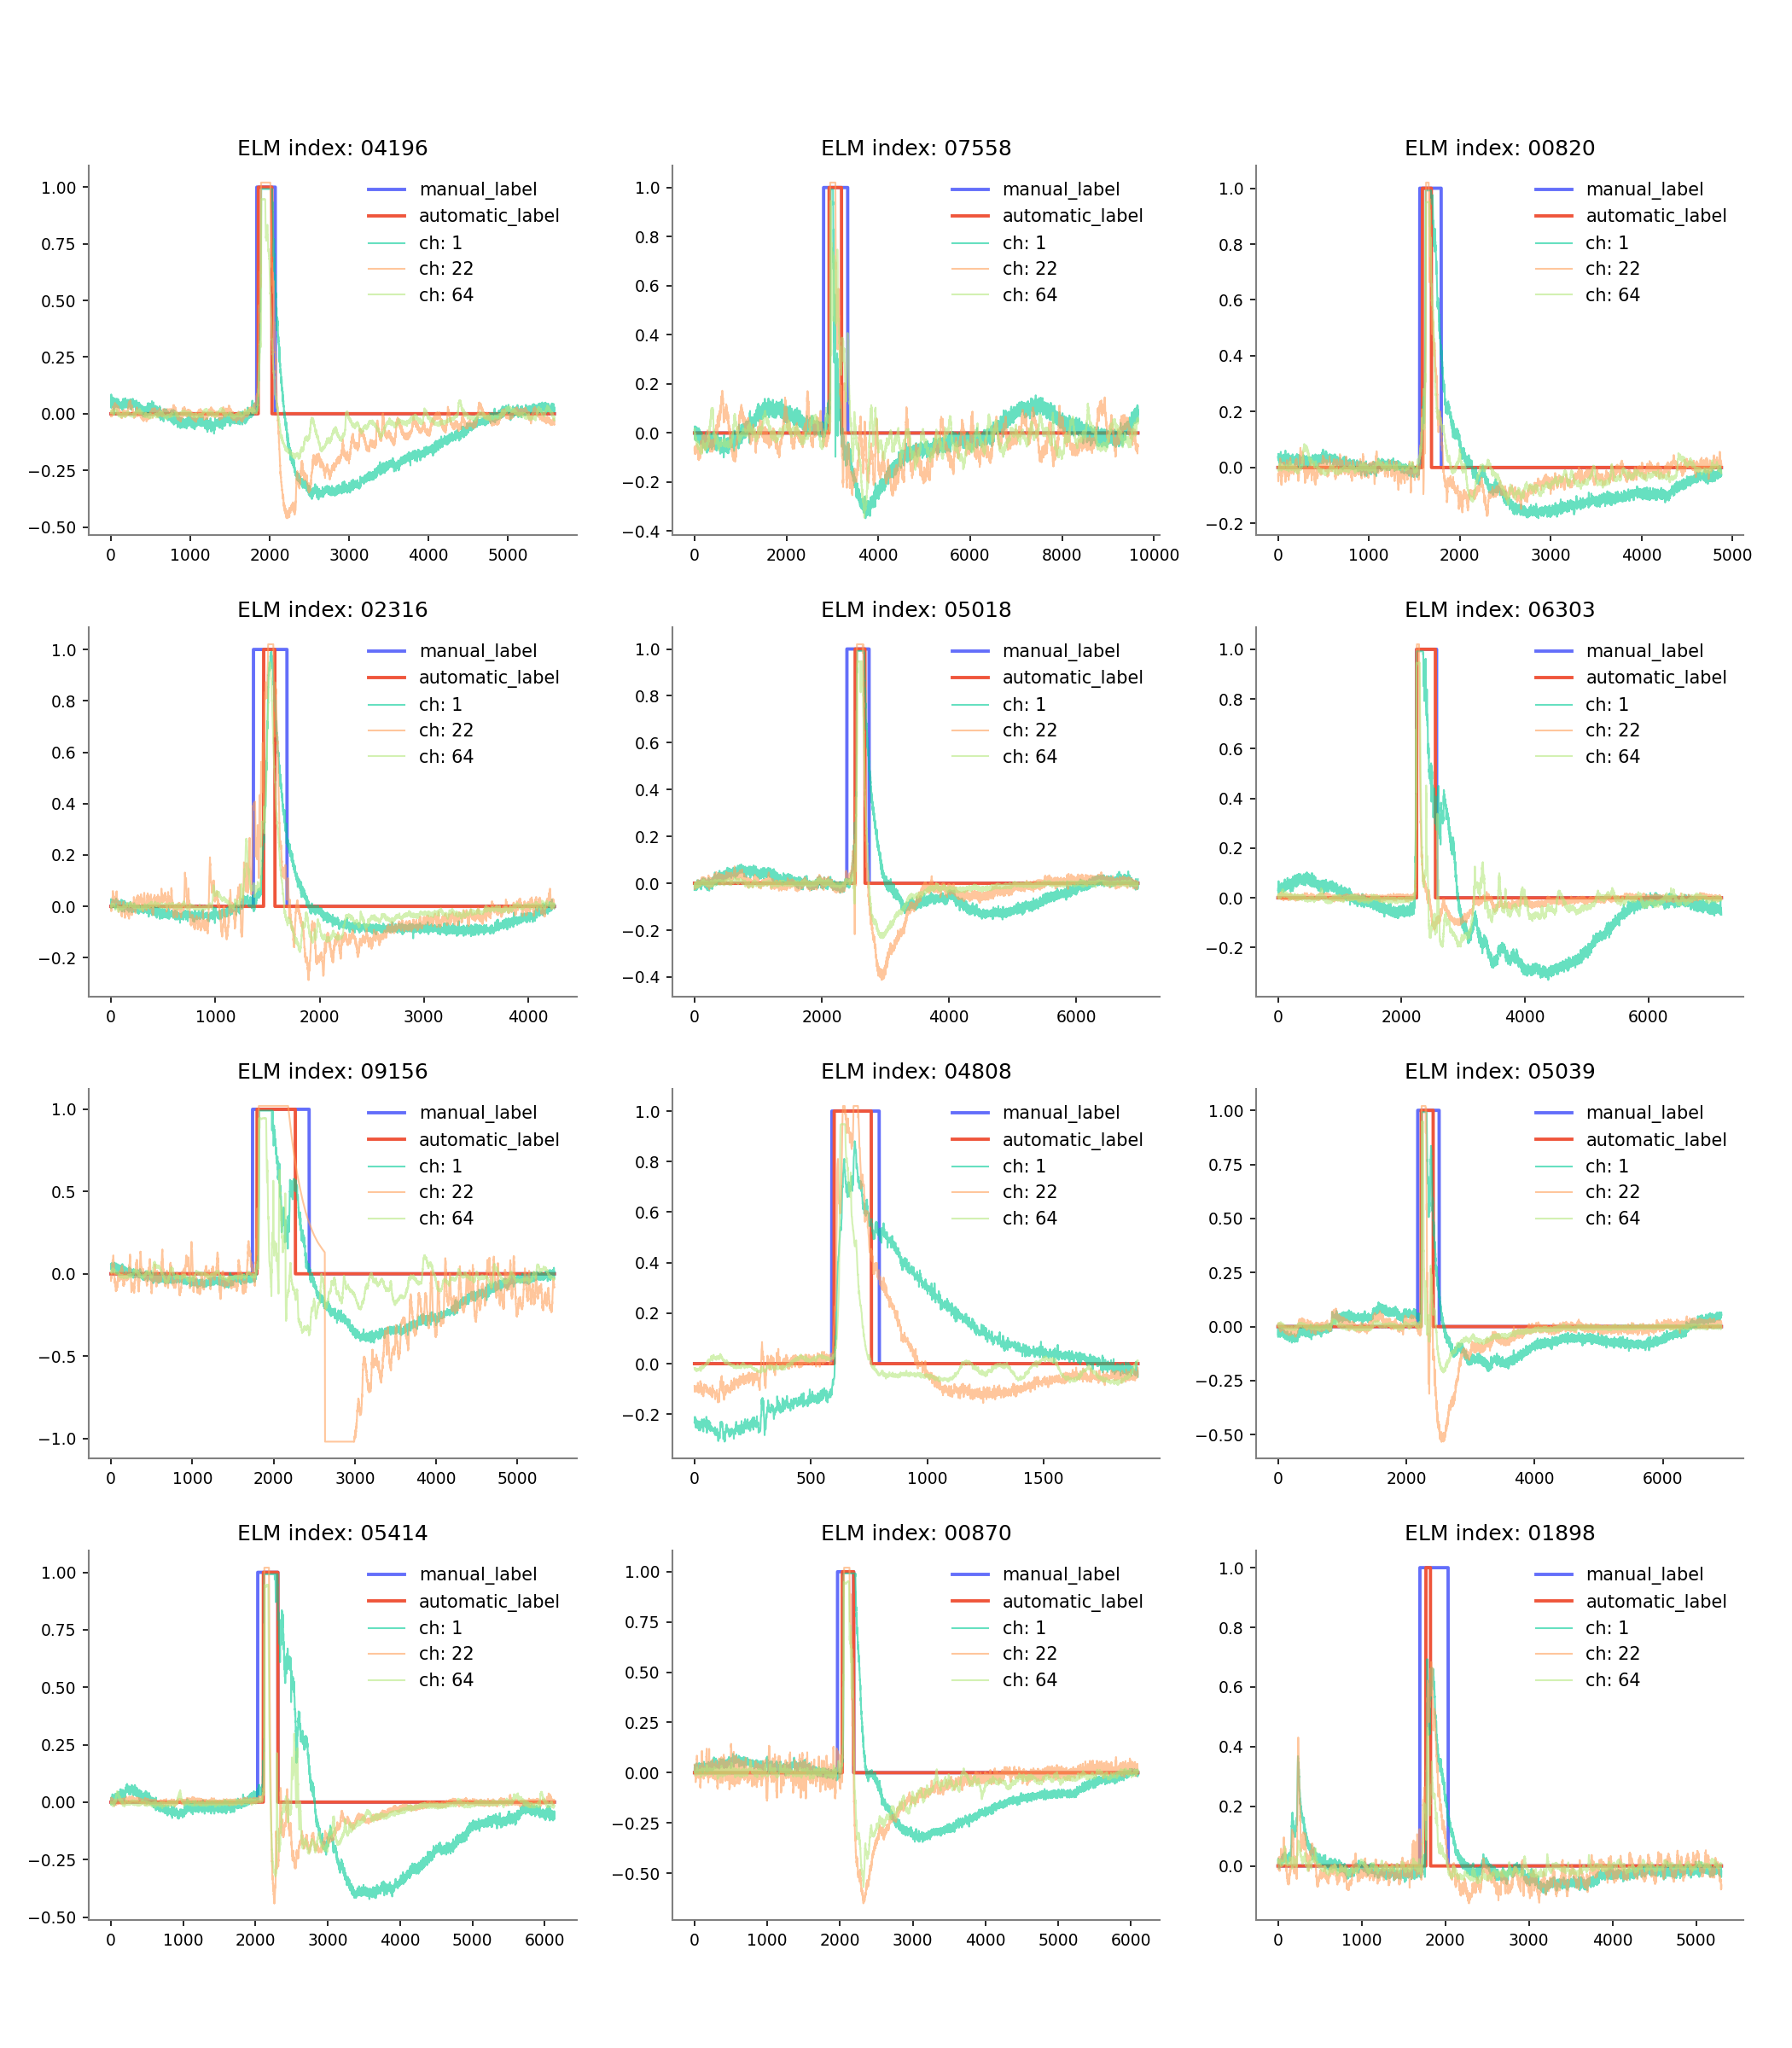 ELM index: 04196
1.00
0.75
0.50
0.25
0.00
−0.25
−0.50
0 1000 2000 3000 4000 5000
manual_label
automatic_label
ch: 1
ch: 22
ch: 64
ELM index: 07558
1.0
0.8
0.6
0.4
0.2
0.0
−0.2
−0.4
0 2000 4000 6000 8000 10000
manual_label
automatic_label
ch: 1
ch: 22
ch: 64
ELM index: 00820
1.0
0.8
0.6
0.4
0.2
0.0
−0.2
0 1000 2000 3000 4000 5000
manual_label
automatic_label
ch: 1
ch: 22
ch: 64
ELM index: 02316
1.0
0.8
0.6
0.4
0.2
0.0
−0.2
0 1000 2000 3000 4000
manual_label
automatic_label
ch: 1
ch: 22
ch: 64
ELM index: 05018
1.0
0.8
0.6
0.4
0.2
0.0
−0.2
−0.4
0 2000 4000 6000
manual_label
automatic_label
ch: 1
ch: 22
ch: 64
ELM index: 06303
1.0
0.8
0.6
0.4
0.2
0.0
−0.2
0 2000 4000 6000
manual_label
automatic_label
ch: 1
ch: 22
ch: 64
ELM index: 09156
1.0
0.5
0.0
−0.5
−1.0
0 1000 2000 3000 4000 5000
manual_label
automatic_label
ch: 1
ch: 22
ch: 64
ELM index: 04808
1.0
0.8
0.6
0.4
0.2
0.0
−0.2
0 500 1000 1500
manual_label
automatic_label
ch: 1
ch: 22
ch: 64
ELM index: 05039
1.00
0.75
0.50
0.25
0.00
−0.25
−0.50
0 2000 4000 6000
manual_label
automatic_label
ch: 1
ch: 22
ch: 64
ELM index: 05414
1.00
0.75
0.50
0.25
0.00
−0.25
−0.50
0 1000 2000 3000 4000 5000 6000
manual_label
automatic_label
ch: 1
ch: 22
ch: 64
ELM index: 00870
1.00
0.75
0.50
0.25
0.00
−0.25
−0.50
0 1000 2000 3000 4000 5000 6000
manual_label
automatic_label
ch: 1
ch: 22
ch: 64
ELM index: 01898
1.0
0.8
0.6
0.4
0.2
0.0
0 1000 2000 3000 4000 5000
manual_label
automatic_label
ch: 1
ch: 22
ch: 64